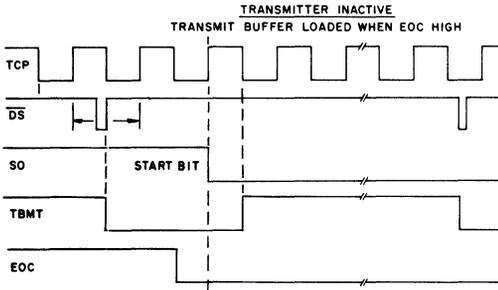 TRANSMITTER INACTIVE
TRANSMIT BUFFER LOADED WHEN EOC HIGH
TCP
DS
SO
START BIT
TBMT
EOC